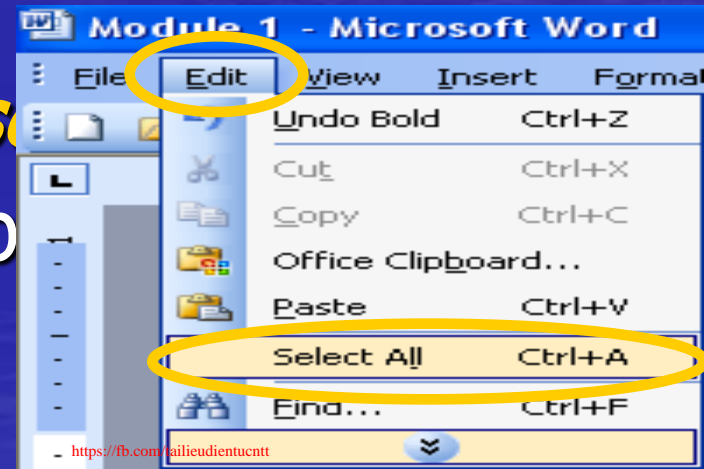 Module 1 - Microsoft Word
File Edit View Insert Format
Undo Bold Ctrl+Z
Cut Ctrl+X
Copy Ctrl+C
Office Clipboard...
Paste Ctrl+V
Select All Ctrl+A
Find... Ctrl+F
https://fb.com/tailieudientucntt